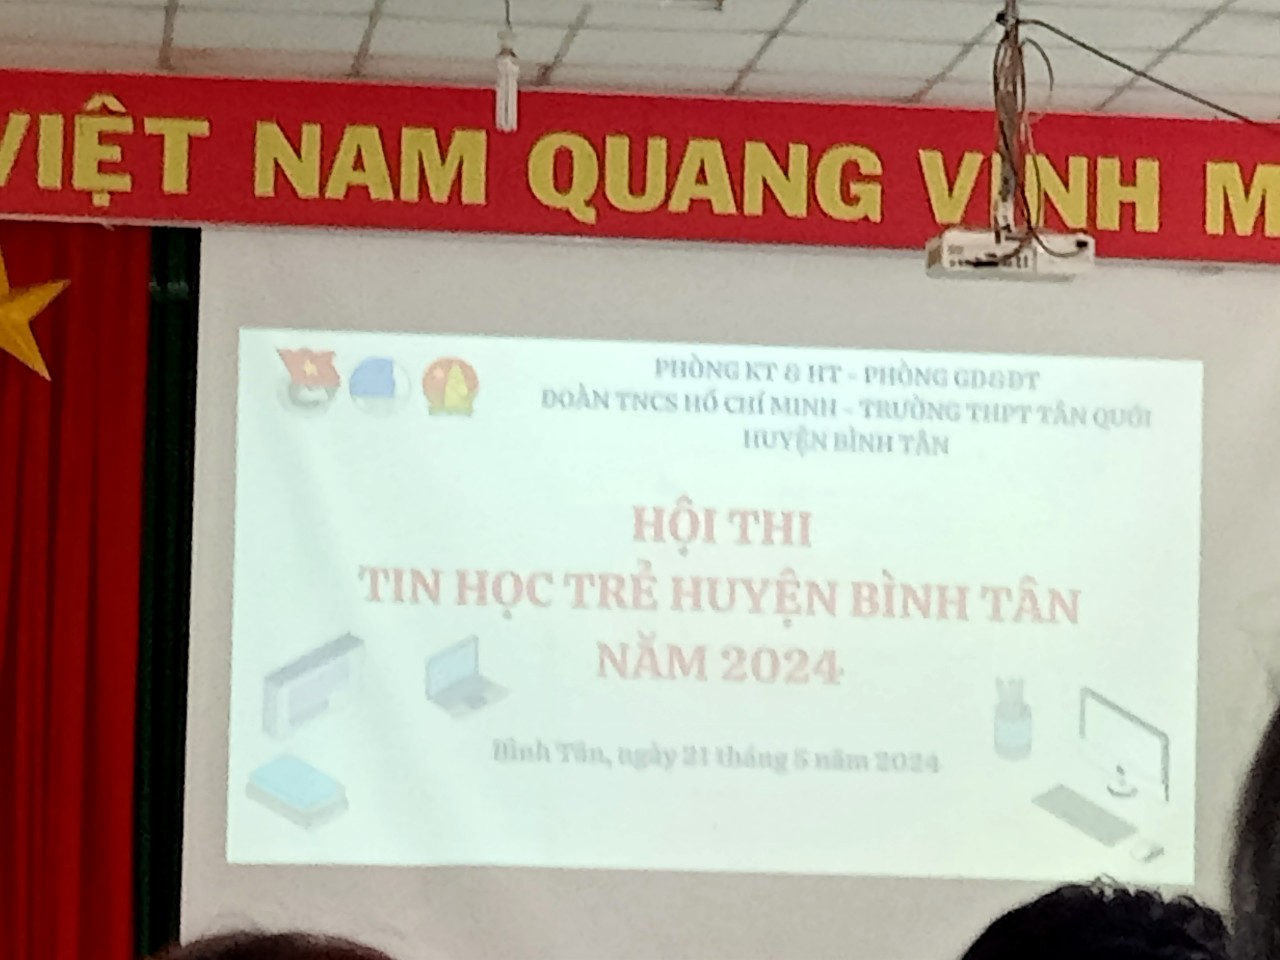 VIỆT NAM QUANG VINH M
PHÒNG KT & HT - PHÒNG GD&ĐT
ĐOÀN TNCS HỒ CHÍ MINH - TRƯỜNG THPT TÂN QUỚI
HUYỆN BÌNH TÂN
HỘI THI
TIN HỌC TRẺ HUYỆN BÌNH TÂN
NĂM 2024
Bình Tân, ngày 21 tháng 5 năm 2024